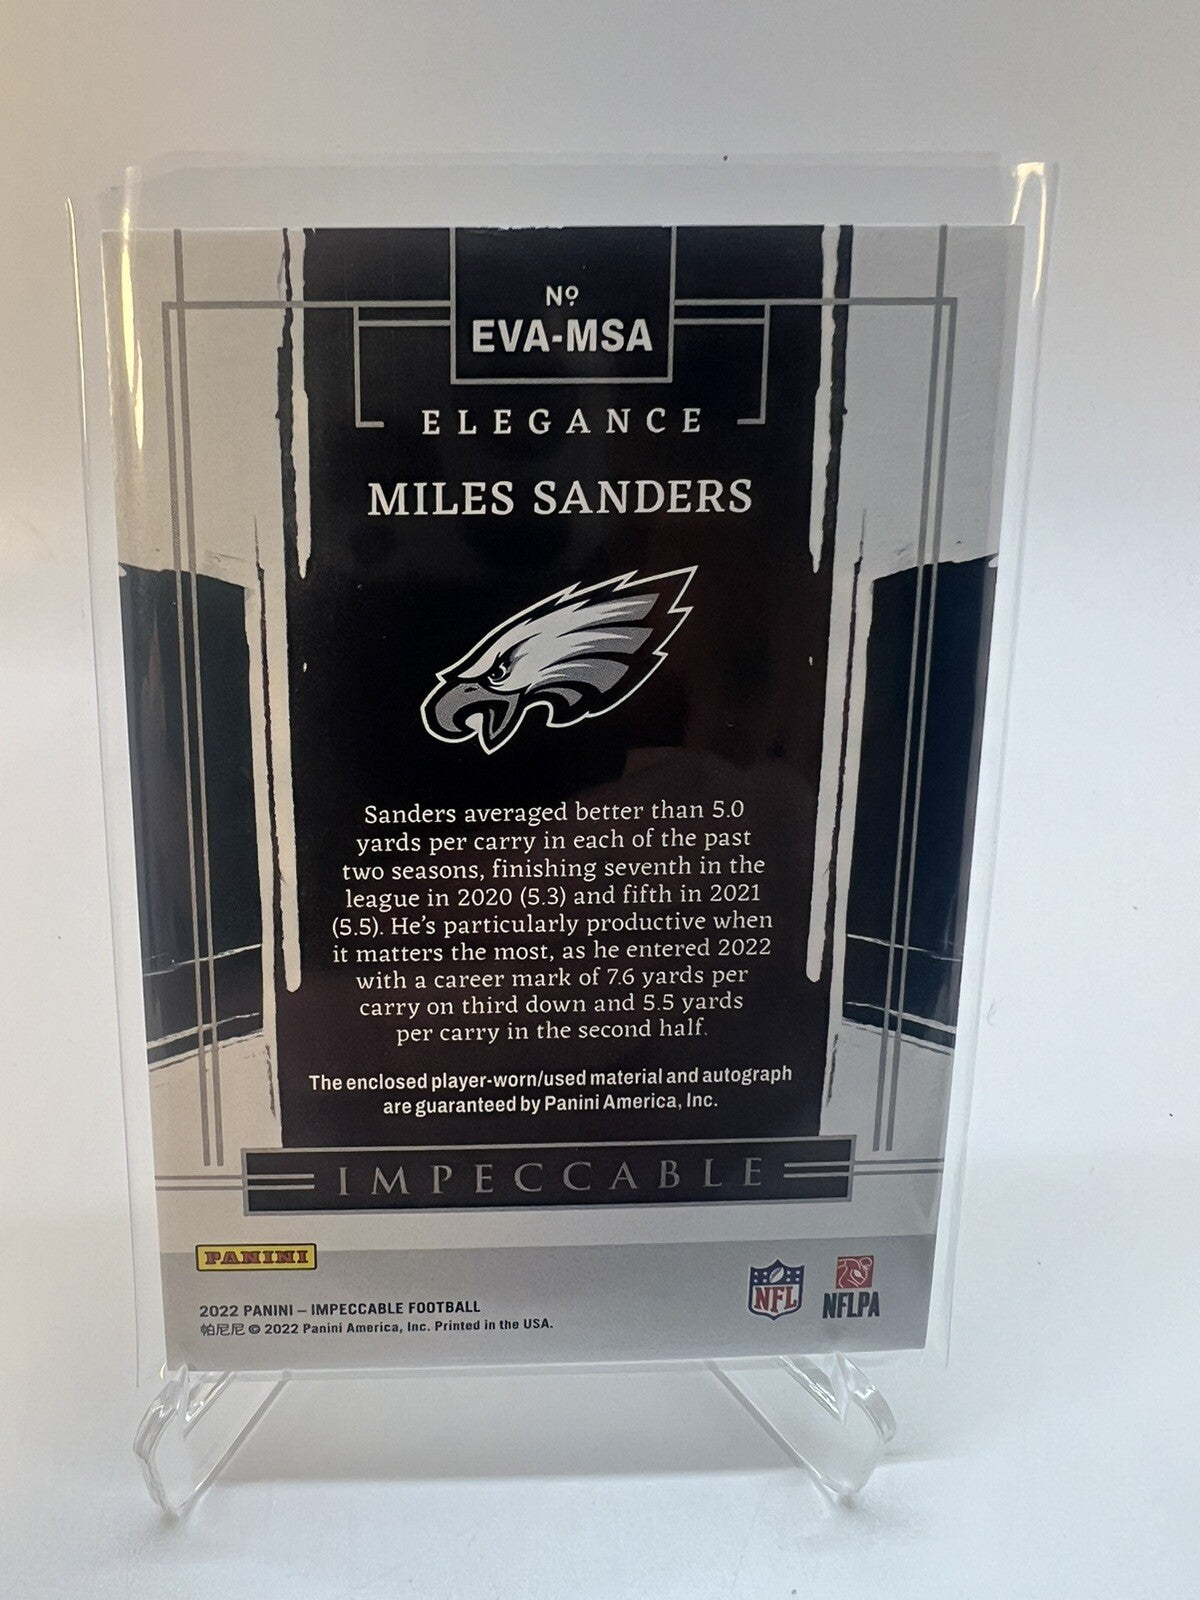 Nº
EVA-MSA
ELEGANCE
MILES SANDERS
Sanders averaged better than 5.0
yards per carry in each of the past
two seasons, finishing seventh in the
league in 2020 (5.3) and fifth in 2021
(5.5). He's particularly productive when
it matters the most, as he entered 2022
with a career mark of 7.6 yards per
carry on third down and 5.5 yards
per carry in the second half.
The enclosed player-worn/used material and autograph
are guaranteed by Panini America, Inc.
IMPECCABLE
PANINI
NFL
NFLPA
2022 PANINI – IMPECCABLE FOOTBALL
帕尼尼 © 2022 Panini America, Inc. Printed in the USA.